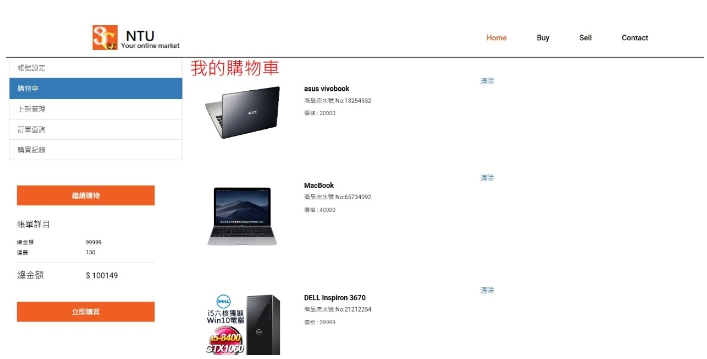 NTU
Your online market
Home
Buy
Sell
Contact
帳號設定
購物車
上架管理
訂單查詢
購買紀錄
繼續購物
帳單詳目
總金額 99999
運費 150
總金額 $ 100149
立即購買
我的購物車
asus vivobook
商品流水號 No:13254532
價格 : 20000
清除
MacBook
商品流水號 No:65734092
價格 : 40000
清除
DELL Inspiron 3670
商品流水號 No:21212254
價格 : 39999
清除
DELL
i5六核獨顯
Win10電腦
i5-8400
GTX1060